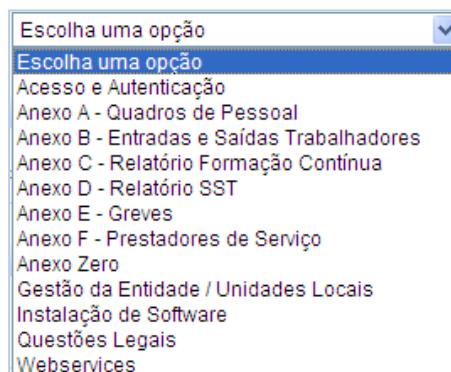 Escolha uma opção
Escolha uma opção
Acesso e Autenticação
Anexo A - Quadros de Pessoal
Anexo B - Entradas e Saídas Trabalhadores
Anexo C - Relatório Formação Contínua
Anexo D - Relatório SST
Anexo E - Greves
Anexo F - Prestadores de Serviço
Anexo Zero
Gestão da Entidade / Unidades Locais
Instalação de Software
Questões Legais
Webservices